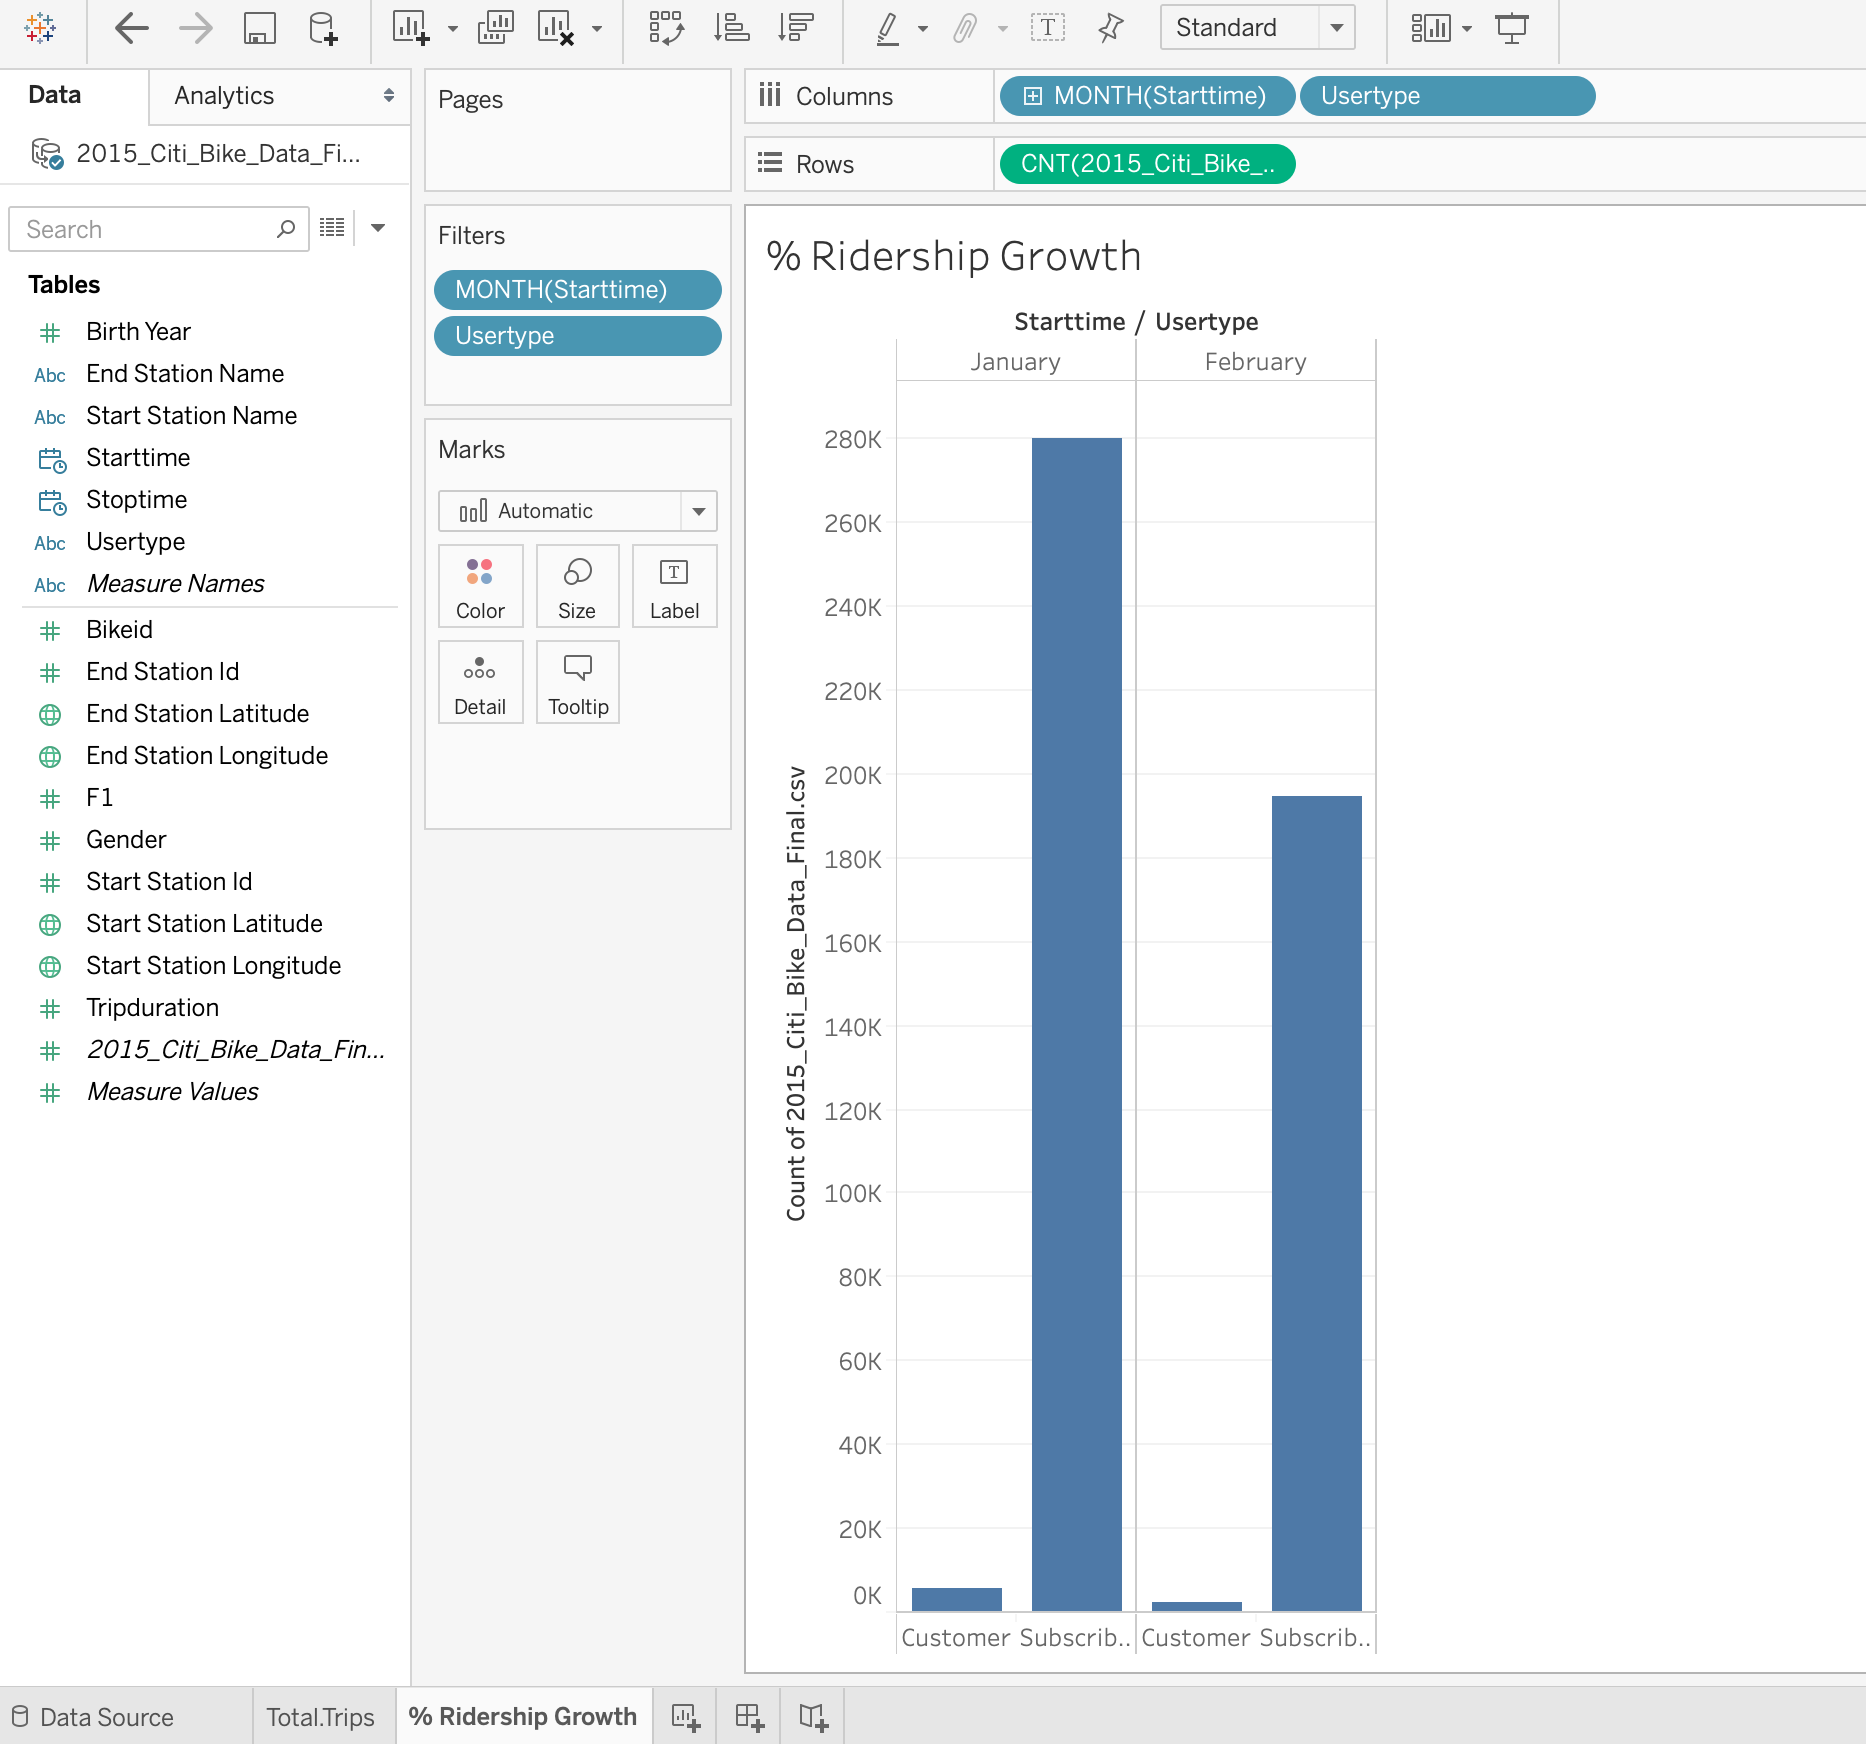 Standard
Data
Analytics
2015_Citi_Bike_Data_Fi...
Search
Tables
Birth Year
Abc End Station Name
Abc Start Station Name
Starttime
Stoptime
Abc Usertype
Abc Measure Names
Bikeid
End Station Id
End Station Latitude
End Station Longitude
F1
Gender
Start Station Id
Start Station Latitude
Start Station Longitude
Tripduration
2015_Citi_Bike_Data_Fin...
Measure Values
Pages
Filters
MONTH(Starttime)
Usertype
Marks
Automatic
Color
Size
T
Label
Detail
Tooltip
Columns
MONTH(Starttime)
Usertype
Rows
CNT(2015_Citi_Bike_..
% Ridership Growth
Starttime / Usertype
January
February
Count of 2015_Citi_Bike_Data_Final.csv
280K
260K
240K
220K
200K
180K
160K
140K
120K
100K
80K
60K
40K
20K
0K
Customer
Subscrib..
Customer
Subscrib..
Data Source
Total.Trips
% Ridership Growth